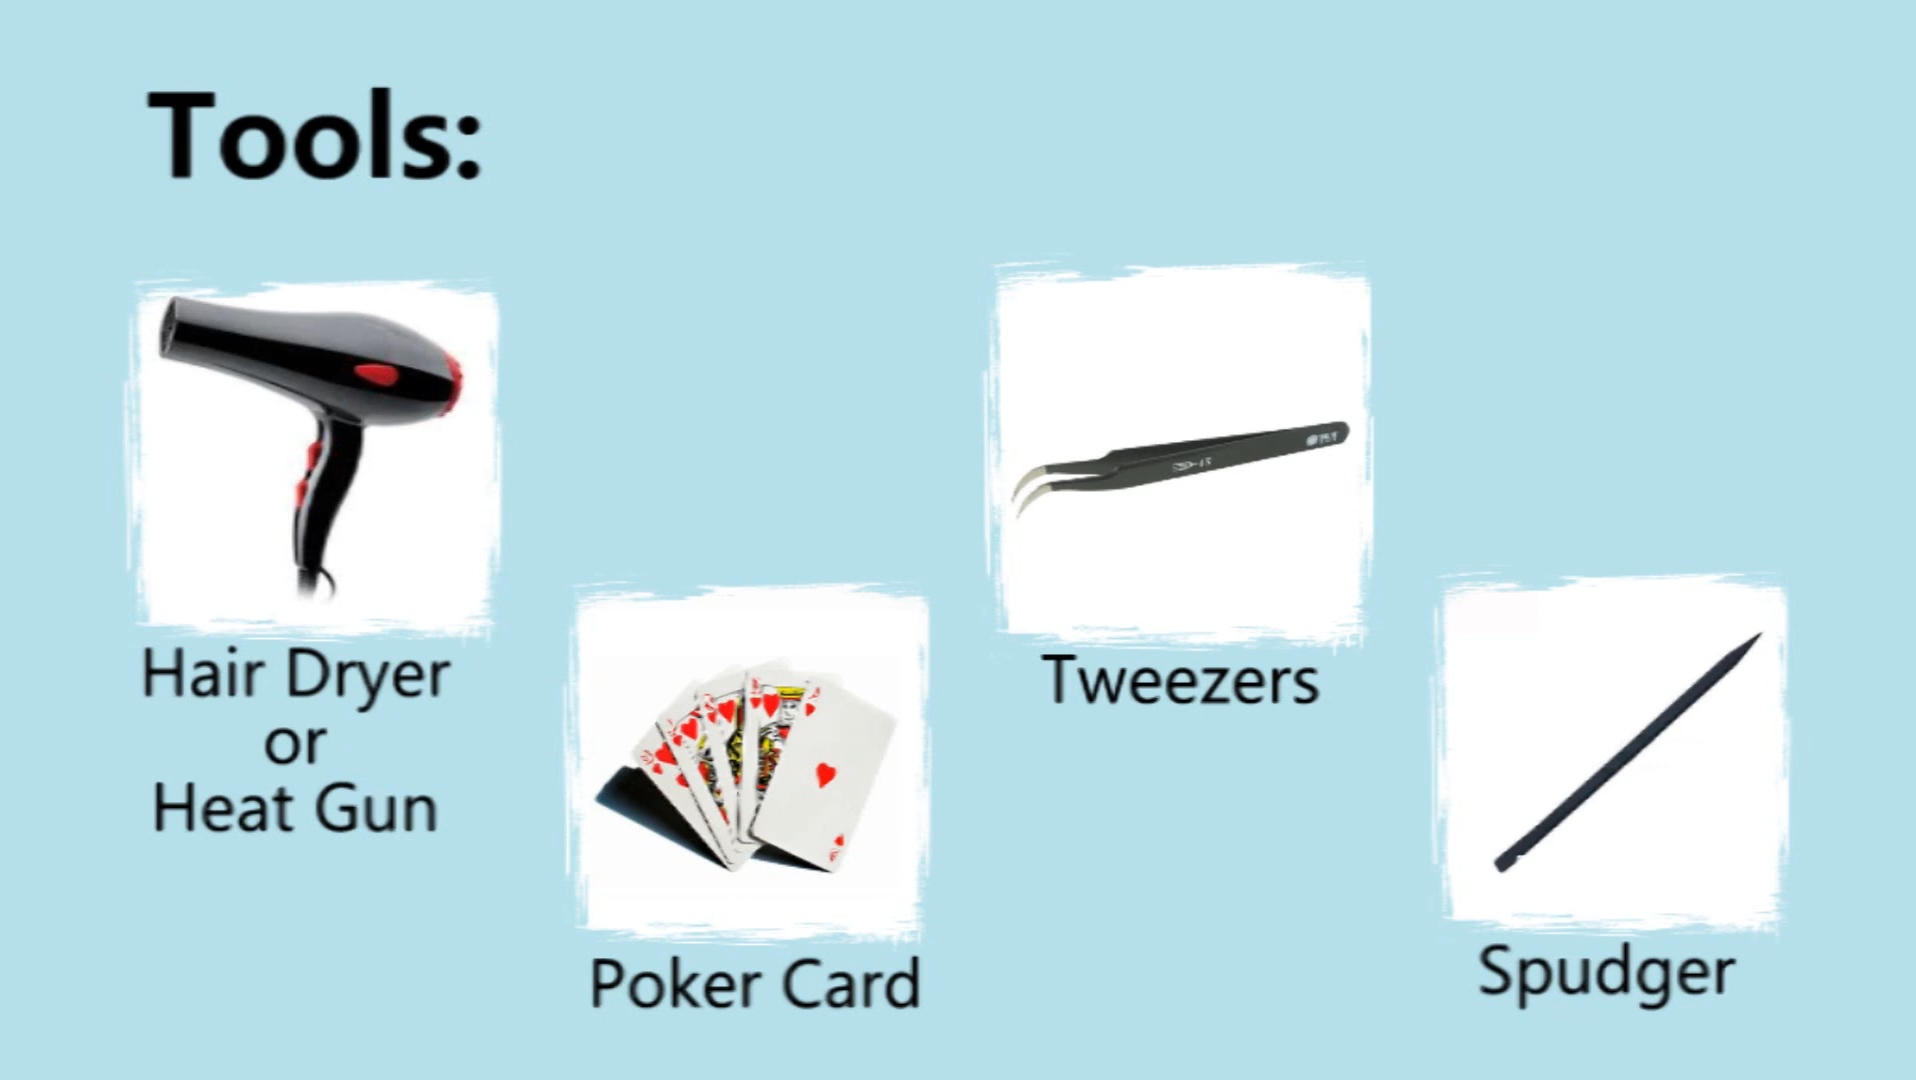 Tools:
Hair Dryer
or
Heat Gun
Poker Card
Tweezers
Spudger